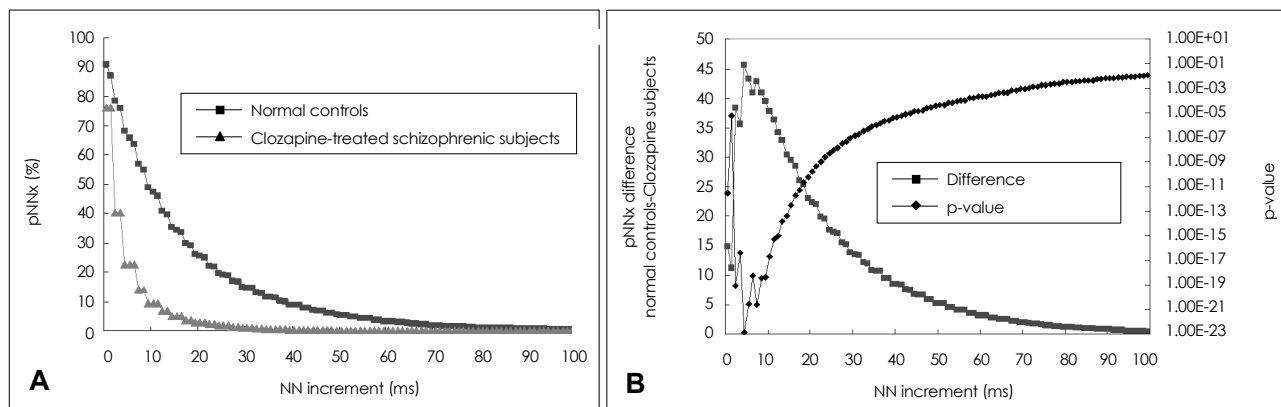 100
90
80
70
60
50
40
30
20
10
0
pNNx (%)
Normal controls
Clozapine-treated schizophrenic subjects
0 10 20 30 40 50 60 70 80 90 100
NN increment (ms)
A
50
45
40
35
30
25
20
15
10
5
0
pNNx difference
normal controls-Clozapine subjects
Difference
p-value
1.00E+01
1.00E-01
1.00E-03
1.00E-05
1.00E-07
1.00E-09
1.00E-11
1.00E-13
1.00E-15
1.00E-17
1.00E-19
1.00E-21
1.00E-23
p-value
0 10 20 30 40 50 60 70 80 90 100
NN increment (ms)
B